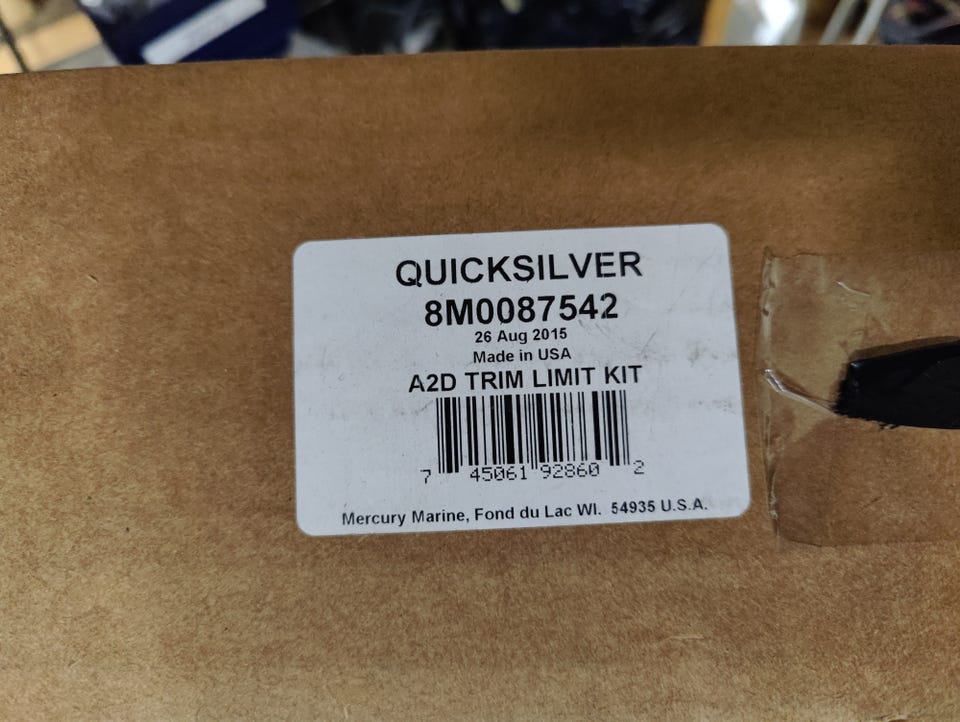 QUICKSILVER
8M0087542
26 Aug 2015
Made in USA
A2D TRIM LIMIT KIT
7 45061 92860 2
Mercury Marine, Fond du Lac WI. 54935 U.S.A.